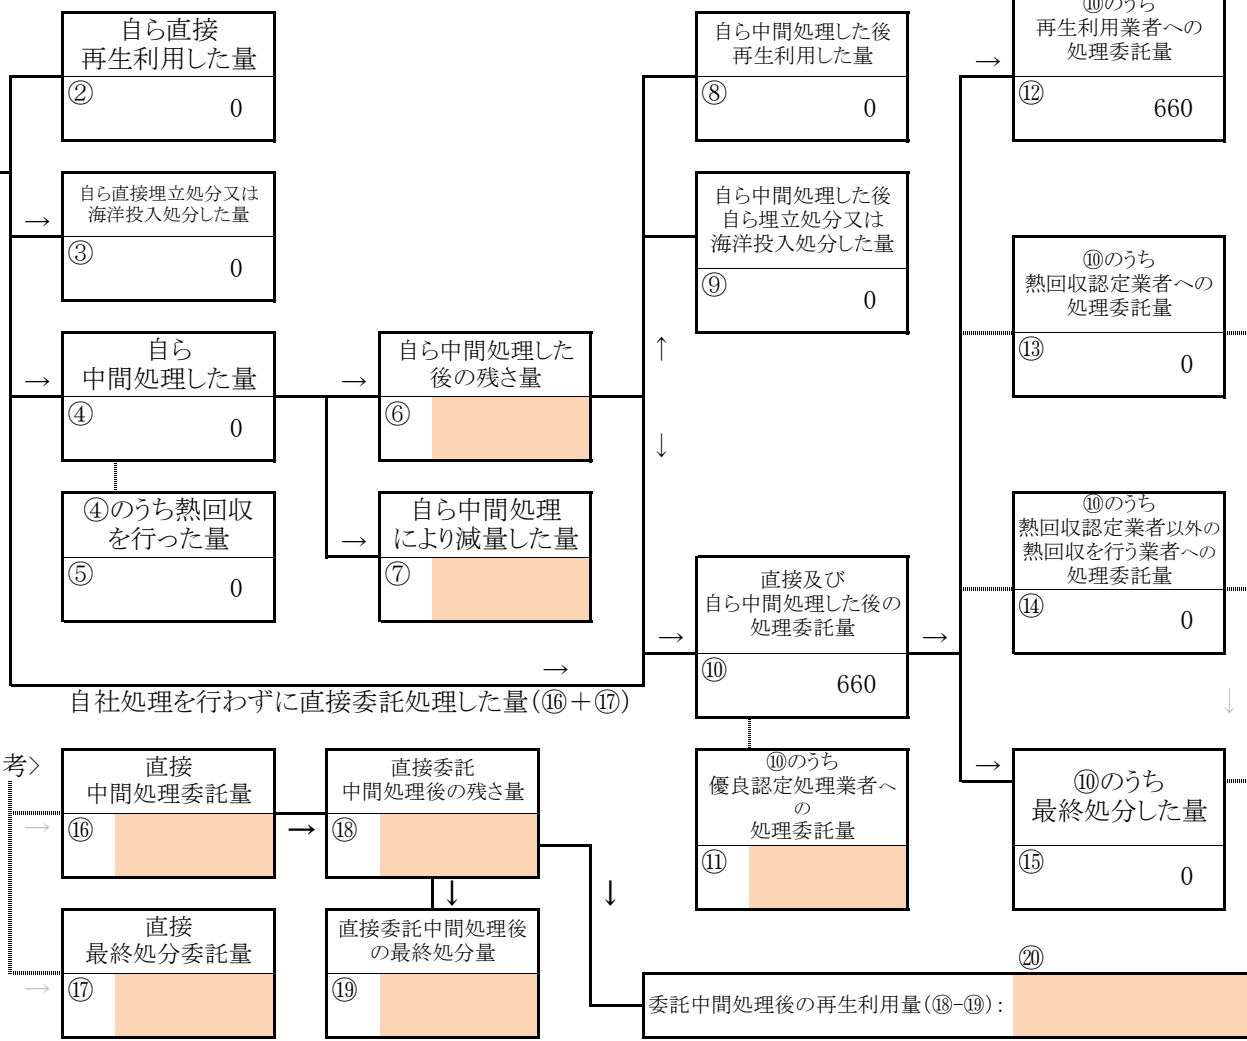 自ら直接
再生利用した量
②
0
自ら直接埋立処分又は
海洋投入処分した量
→
③
0
自ら
中間処理した量
→
④
0
④のうち熱回収
を行った量
⑤
0
→
自ら中間処理した
後の残さ量
⑥
→
自ら中間処理
により減量した量
⑦
自ら中間処理した後
再生利用した量
⑧
0
自ら中間処理した後
自ら埋立処分又は
海洋投入処分した量
⑨
0
↑
↓
→
直接及び
自ら中間処理した後の
処理委託量
⑩
660
⑩のうち
優良認定処理業者へ
の
処理委託量
⑪
→
⑩のうち
再生利用業者への
処理委託量
→
⑫
660
⑩のうち
熱回収認定業者への
処理委託量
⑬
0
⑩のうち
熱回収認定業者以外の
熱回収を行う業者への
処理委託量
⑭
0
↓
→
⑩のうち
最終処分した量
⑮
0
→
自社処理を行わずに直接委託処理した量(⑯+⑰)
考>
直接
中間処理委託量
→
⑯
→
直接委託
中間処理後の残さ量
⑱
↓
↓
直接
最終処分委託量
→
⑰
直接委託中間処理後
の最終処分量
⑲
⑳
委託中間処理後の再生利用量(⑱-⑲):